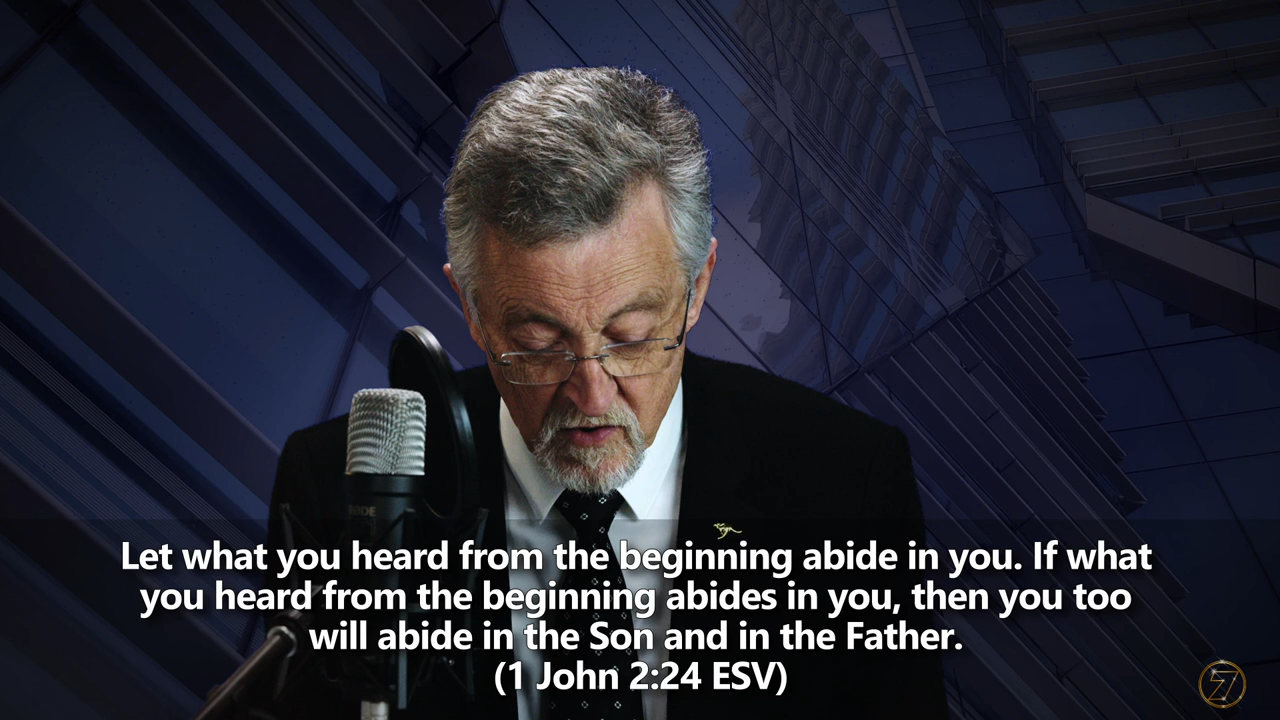 Let what you heard from the beginning abide in you. If what
you heard from the beginning abides in you, then you too
will abide in the Son and in the Father.
(1 John 2:24 ESV)